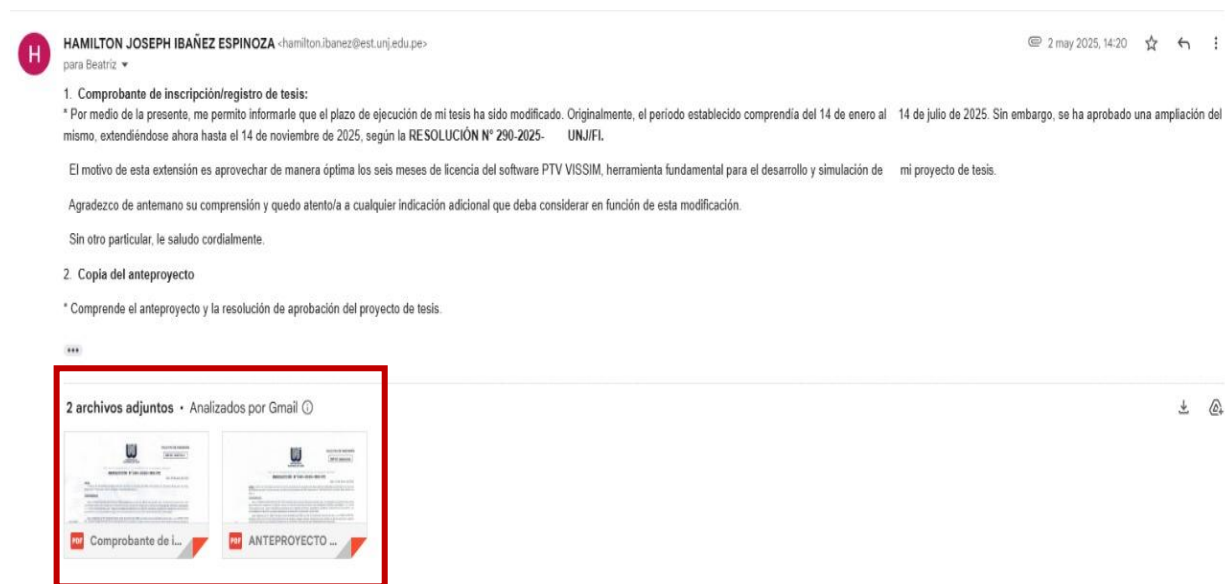 H
HAMILTON JOSEPH IBAÑEZ ESPINOZA <hamilton.ibanez@est.unj.edu.pe>
2 may 2025, 14:20
para Beatriz
1. Comprobante de inscripción/registro de tesis:
* Por medio de la presente, me permito informarle que el plazo de ejecución de mi tesis ha sido modificado. Originalmente, el período establecido comprendía del 14 de enero al 14 de julio de 2025. Sin embargo, se ha aprobado una ampliación del
mismo, extendiéndose ahora hasta el 14 de noviembre de 2025, según la RESOLUCIÓN N° 290-2025- UNJ/FI.
El motivo de esta extensión es aprovechar de manera óptima los seis meses de licencia del software PTV VISSIM, herramienta fundamental para el desarrollo y simulación de mi proyecto de tesis.
Agradezco de antemano su comprensión y quedo atento/a a cualquier indicación adicional que deba considerar en función de esta modificación.
Sin otro particular, le saludo cordialmente.
2. Copia del anteproyecto
* Comprende el anteproyecto y la resolución de aprobación del proyecto de tesis.
2 archivos adjuntos • Analizados por Gmail
PDF Comprobante de i...
PDF ANTEPROYECTO ...